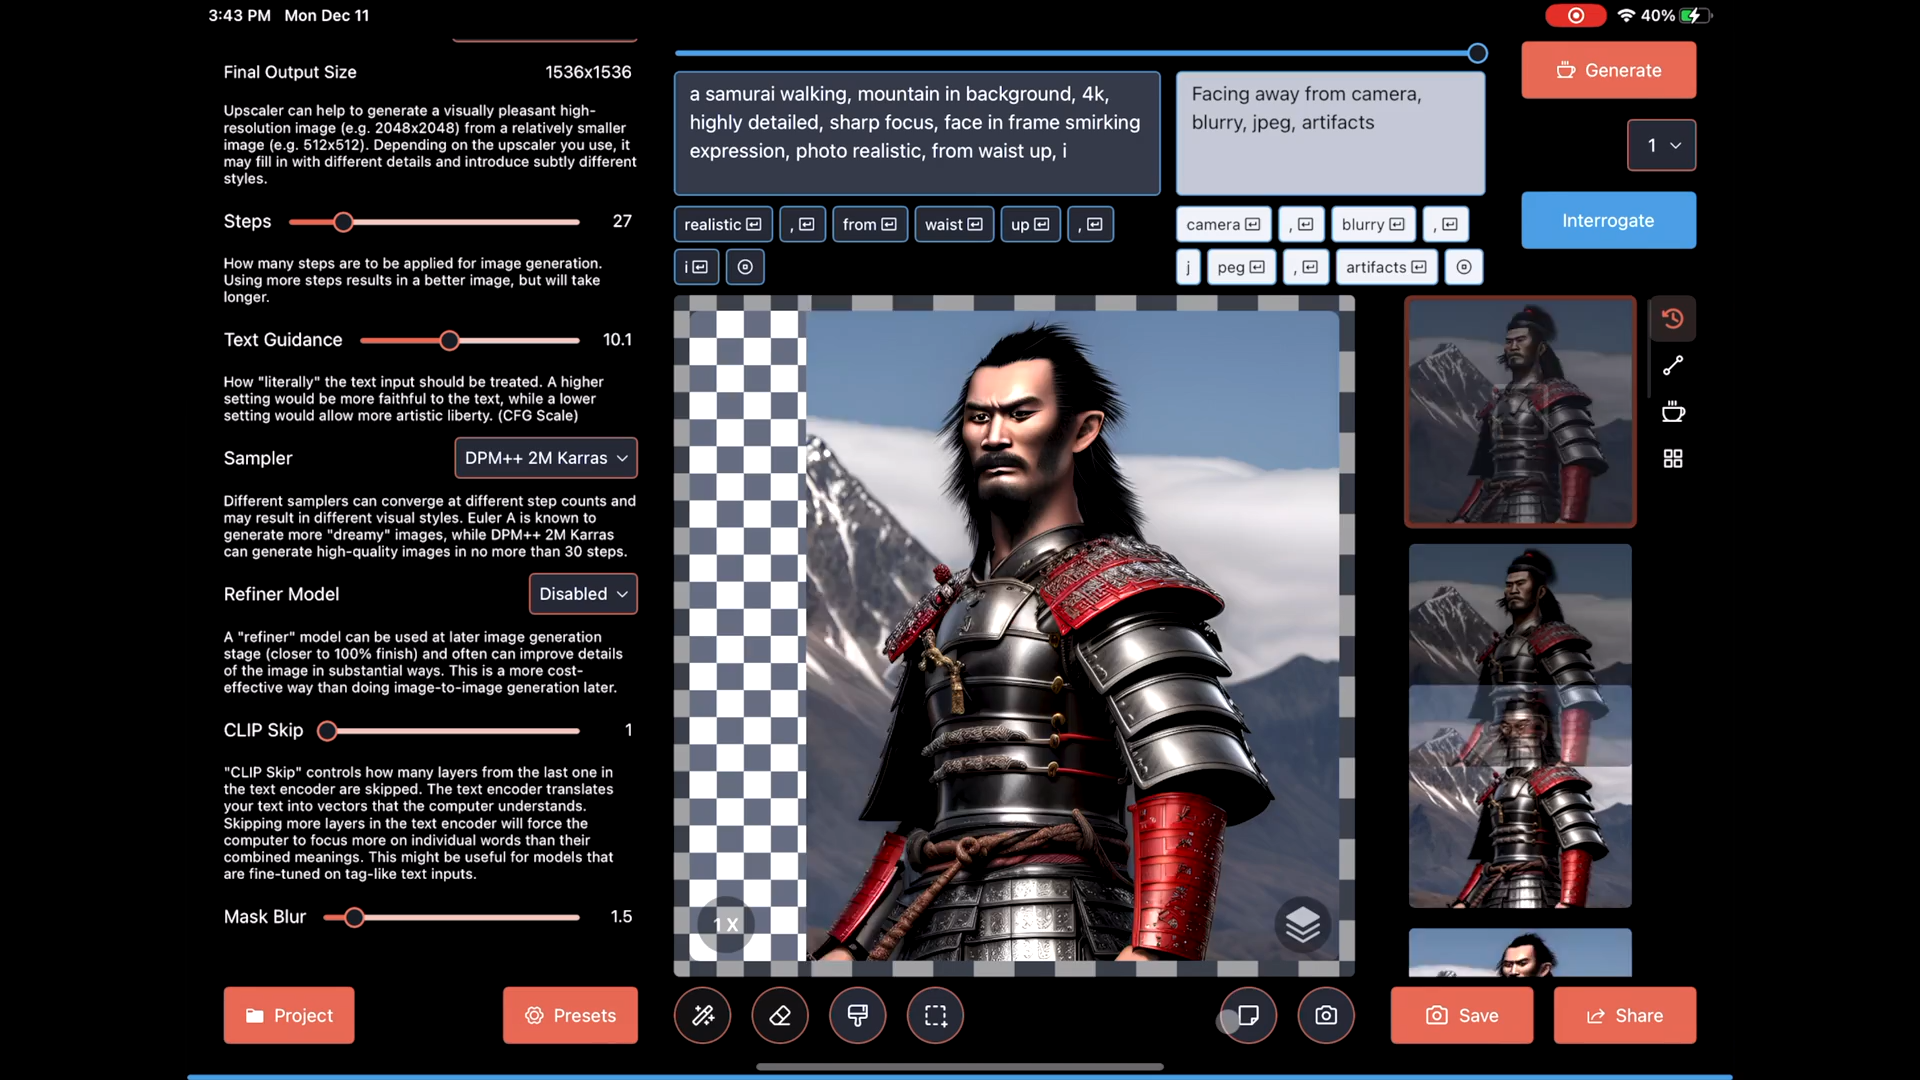 3:43 PM Mon Dec 11
40%
Final Output Size 1536x1536
Upscaler can help to generate a visually pleasant high-
resolution image (e.g. 2048x2048) from a relatively smaller
image (e.g. 512x512). Depending on the upscaler you use, it
may fill in with different details and introduce subtly different
styles.
Steps 27
How many steps are to be applied for image generation.
Using more steps results in a better image, but will take
longer.
Text Guidance 10.1
How "literally" the text input should be treated. A higher
setting would be more faithful to the text, while a lower
setting would allow more artistic liberty. (CFG Scale)
Sampler DPM++ 2M Karras
Different samplers can converge at different step counts and
may result in different visual styles. Euler A is known to
generate more "dreamy" images, while DPM++ 2M Karras
can generate high-quality images in no more than 30 steps.
Refiner Model Disabled
A "refiner" model can be used at later image generation
stage (closer to 100% finish) and often can improve details
of the image in substantial ways. This is a more cost-
effective way than doing image-to-image generation later.
CLIP Skip 1
"CLIP Skip" controls how many layers from the last one in
the text encoder are skipped. The text encoder translates
your text into vectors that the computer understands.
Skipping more layers in the text encoder will force the
computer to focus more on individual words than their
combined meanings. This might be useful for models that
are fine-tuned on tag-like text inputs.
Mask Blur 1.5
Project
Presets
a samurai walking, mountain in background, 4k,
highly detailed, sharp focus, face in frame smirking
expression, photo realistic, from waist up, i
realistic , from waist up ,
i
Facing away from camera,
blurry, jpeg, artifacts
camera , blurry ,
j peg , artifacts
Generate
1
Interrogate
1 X
Save
Share